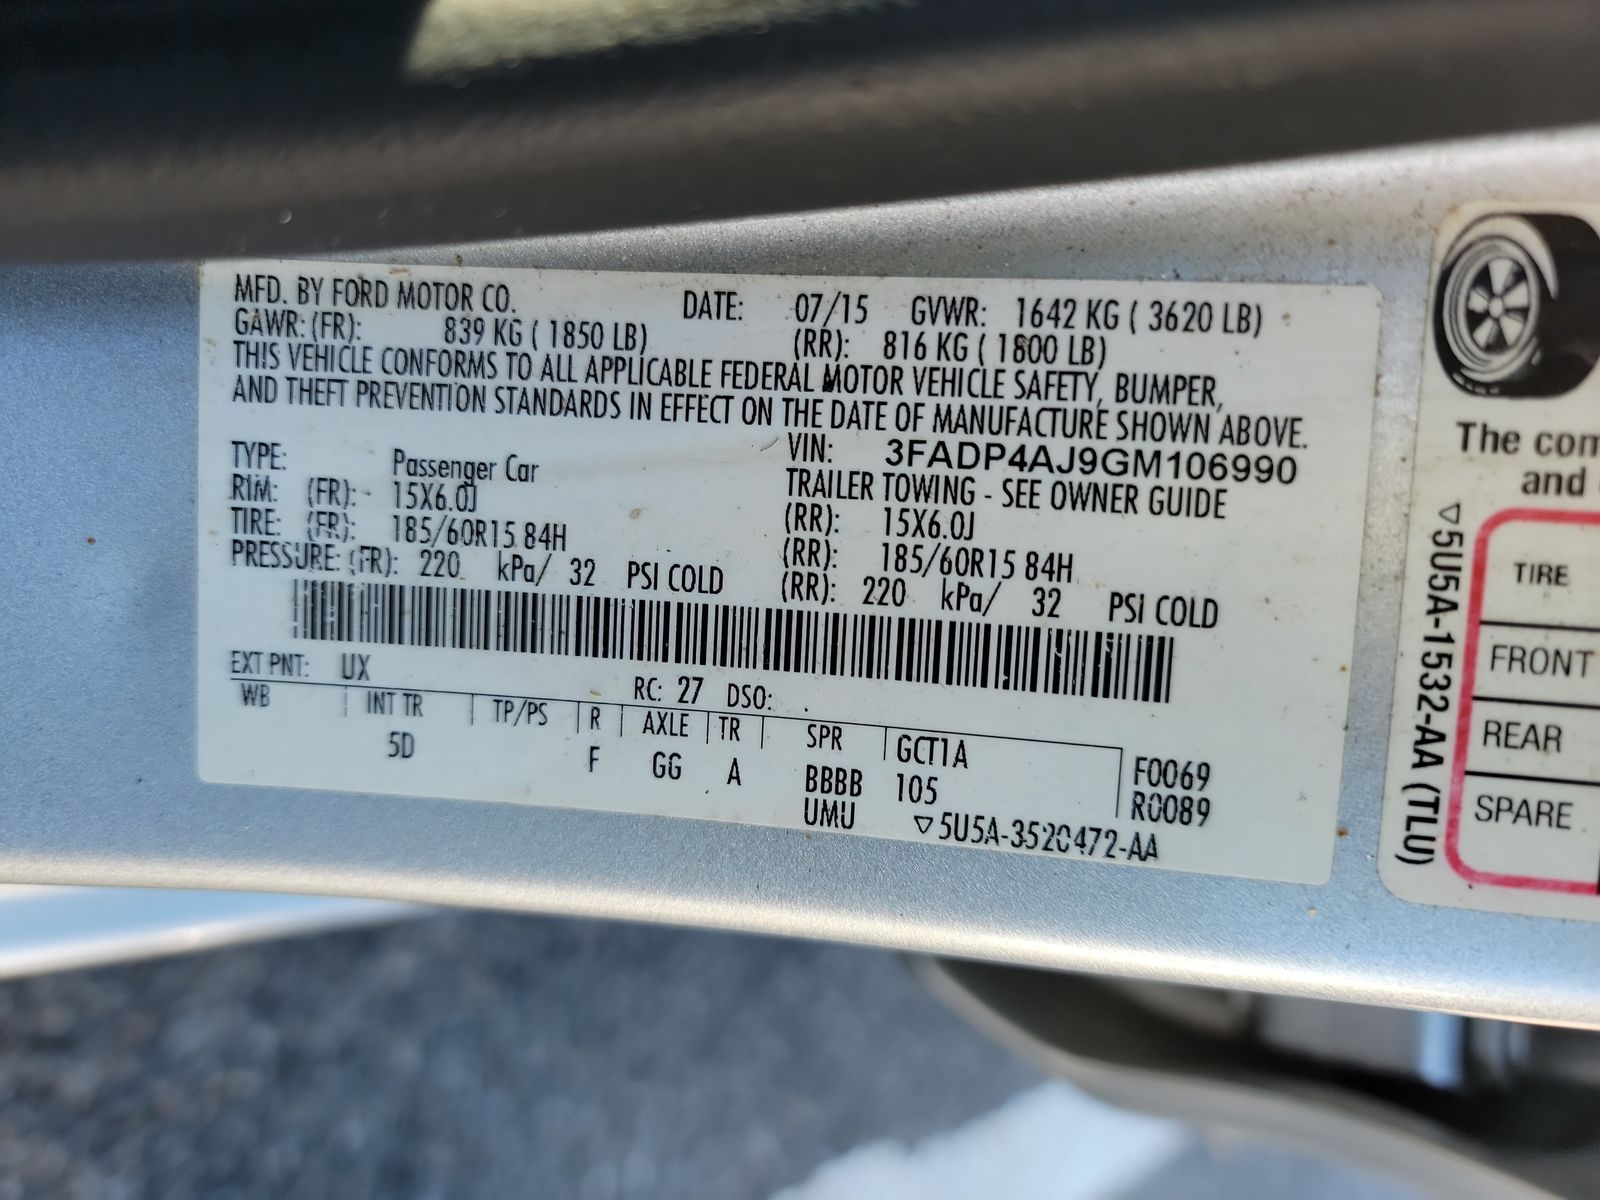 MFD. BY FORD MOTOR CO. DATE: 07/15 GVWR: 1642 KG ( 3620 LB)
GAWR: (FR): 839 KG ( 1850 LB) (RR): 816 KG ( 1800 LB)
THIS VEHICLE CONFORMS TO ALL APPLICABLE FEDERAL MOTOR VEHICLE SAFETY, BUMPER,
AND THEFT PREVENTION STANDARDS IN EFFECT ON THE DATE OF MANUFACTURE SHOWN ABOVE.
VIN: 3FADP4AJ9GM106990
TYPE: Passenger Car TRAILER TOWING - SEE OWNER GUIDE
RIM: (FR): 15X6.0J (RR): 15X6.0J
TIRE: (FR): 185/60R15 84H (RR): 185/60R15 84H
PRESSURE: (FR): 220 kPa/ 32 PSI COLD (RR): 220 kPa/ 32 PSI COLD
EXT PNT: UX RC: 27 DSO:
WB INT TR TP/PS R AXLE TR SPR GCT1A F0069
5D F GG A BBBB 105 R0089
UMU ▽5U5A-3520472-AA
The com
and
▽5U5A-1532-AA (TLU)
TIRE
FRONT
REAR
SPARE